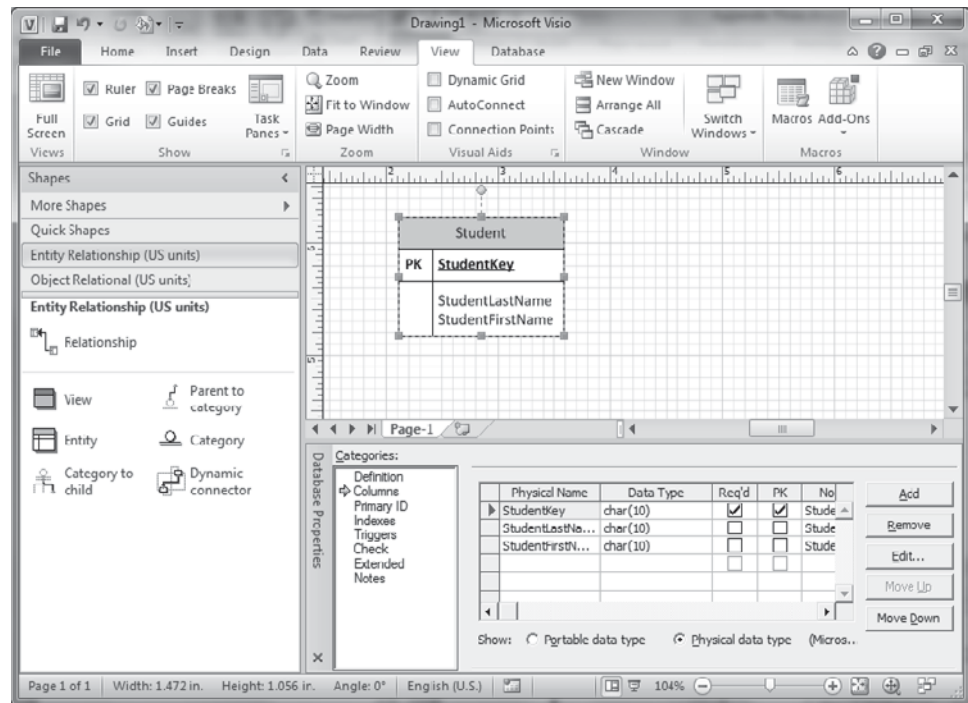 Drawing1 - Microsoft Visio
File Home Insert Design Data Review View Database
Full Screen
Views
Ruler Page Breaks
Grid Guides
Task Panes
Show
Zoom
Fit to Window
Page Width
Zoom
Dynamic Grid
AutoConnect
Connection Points
Visual Aids
New Window
Arrange All
Cascade
Switch Windows
Window
Macros Add-Ons
Macros
Shapes
More Shapes
Quick Shapes
Entity Relationship (US units)
Object Relational (US units)
Entity Relationship (US units)
Relationship
View
Parent to category
Entity
Category
Category to child
Dynamic connector
2 3 4 5 6
Student
PK StudentKey
StudentLastName
StudentFirstName
Page-1
Database Properties
Categories:
Definition
Columns
Primary ID
Indexes
Triggers
Check
Extended
Notes
Physical Name Data Type Req'd PK No
StudentKey char(10) Stude
StudentLastNa... char(10) Stude
StudentFirstN... char(10) Stude
Add
Remove
Edit...
Move Up
Move Down
Show: Portable data type Physical data type (Micros...
Page 1 of 1 Width: 1.472 in. Height: 1.056 in. Angle: 0° English (U.S.) 104%